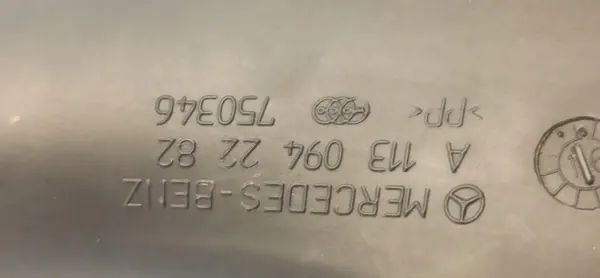 MERCEDES-BENZ
A 113 094 22 82
>PP< 750346